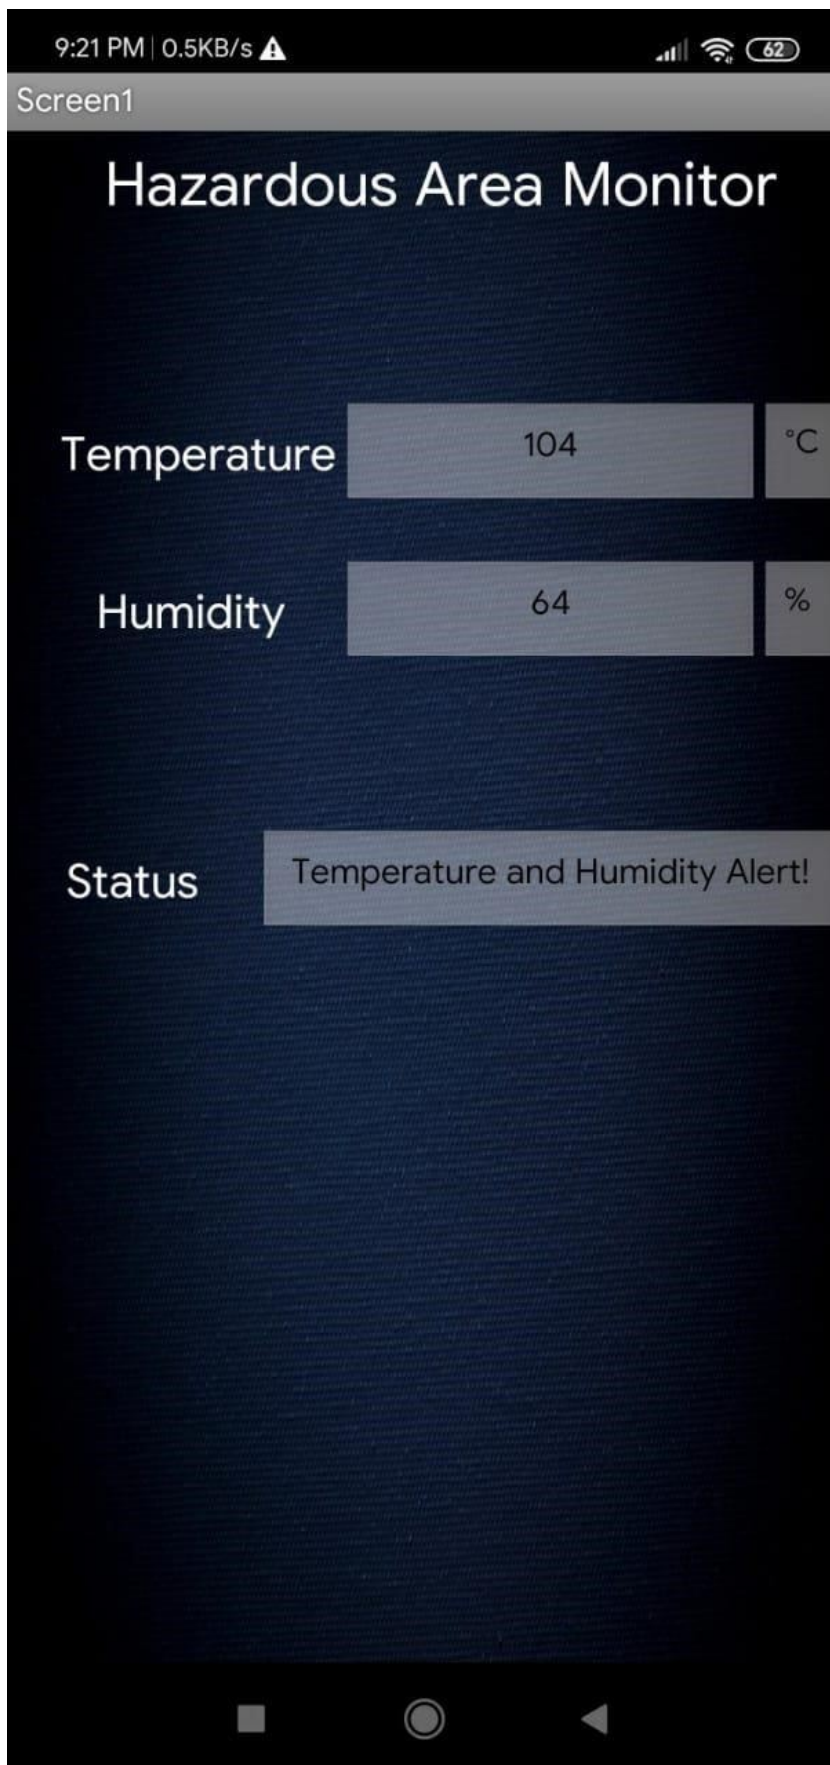 9:21 PM | 0.5KB/s 62
Screen1
Hazardous Area Monitor
Temperature 104 °C
Humidity 64 %
Status Temperature and Humidity Alert!